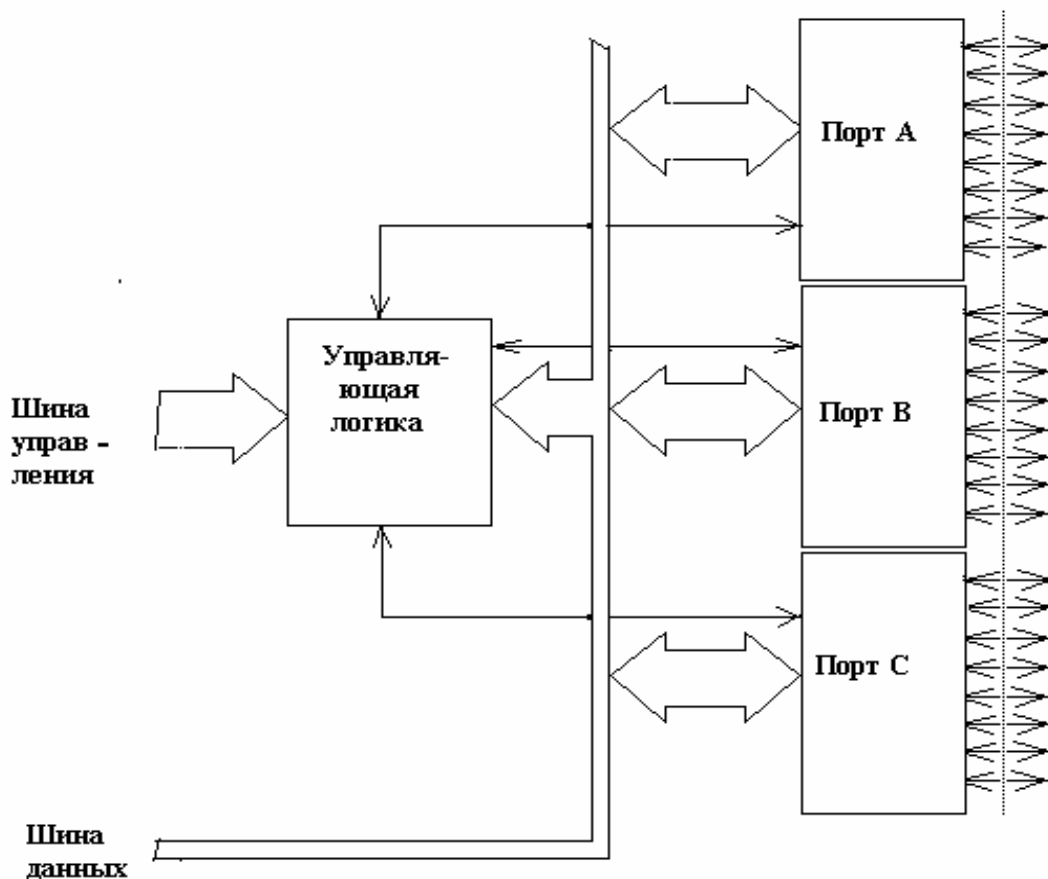 Порт А
Управля-
ющая
логика
Шина
управ -
ления
Порт В
Порт С
Шина
данных